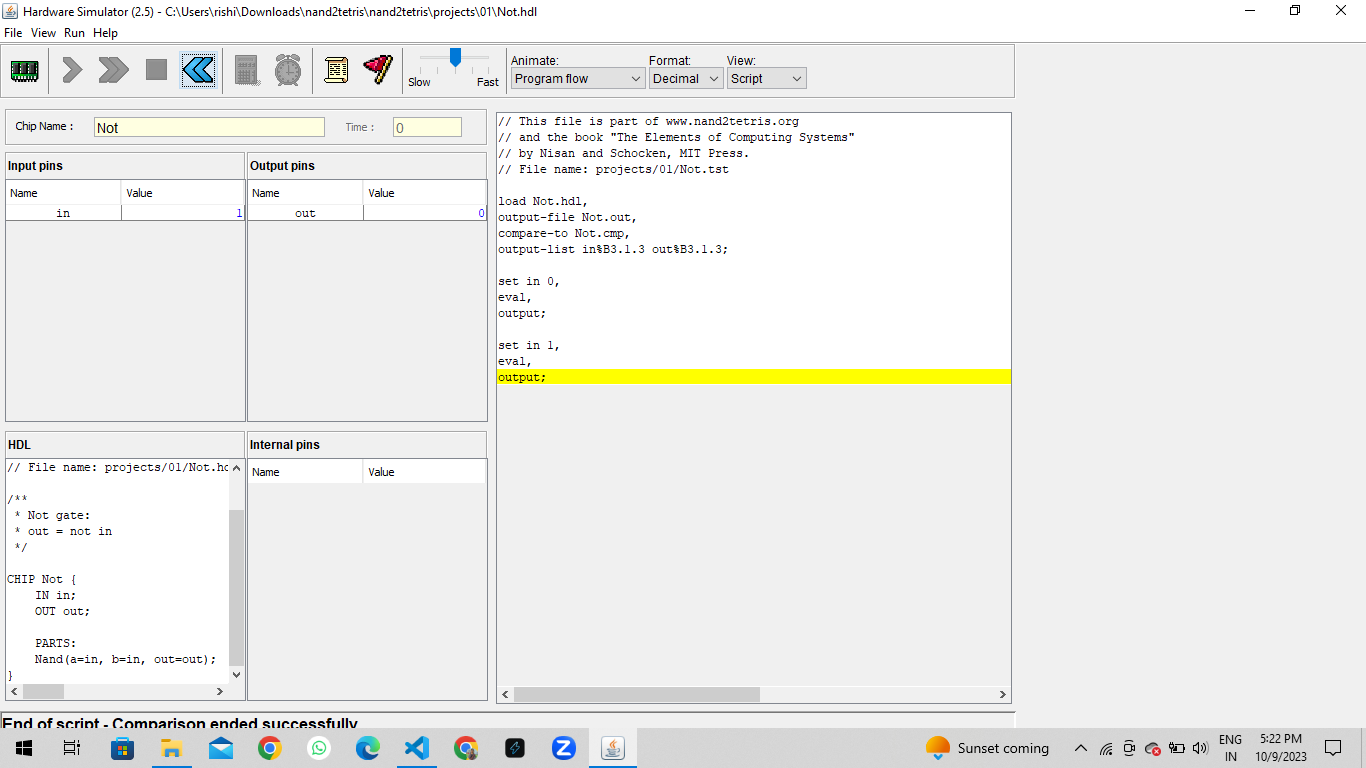 Hardware Simulator (2.5) - C:\Users\rishi\Downloads\nand2tetris\nand2tetris\projects\01\Not.hdl
File View Run Help
Slow Fast
Animate:
Program flow
Format:
Decimal
View:
Script
Chip Name : Not Time : 0
Input pins
Name Value
in 1
Output pins
Name Value
out 0
HDL
// File name: projects/01/Not.hd
/**
* Not gate:
* out = not in
*/
CHIP Not {
IN in;
OUT out;
PARTS:
Nand(a=in, b=in, out=out);
}
Internal pins
Name Value
// This file is part of www.nand2tetris.org
// and the book "The Elements of Computing Systems"
// by Nisan and Schocken, MIT Press.
// File name: projects/01/Not.tst
load Not.hdl,
output-file Not.out,
compare-to Not.cmp,
output-list in%B3.1.3 out%B3.1.3;
set in 0,
eval,
output;
set in 1,
eval,
output;
End of script - Comparison ended successfully
Z
Sunset coming
ENG
IN
5:22 PM
10/9/2023